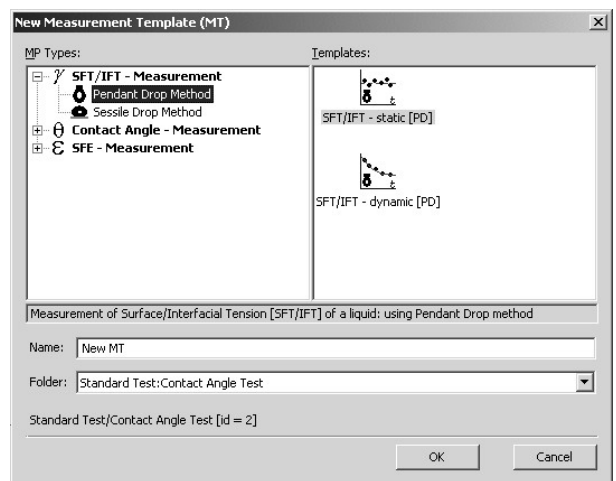 New Measurement Template (MT)
MP Types:
Templates:
γ SFT/IFT - Measurement
Pendant Drop Method
Sessile Drop Method
θ Contact Angle - Measurement
ε SFE - Measurement
t
SFT/IFT - static [PD]
t
SFT/IFT - dynamic [PD]
Measurement of Surface/Interfacial Tension [SFT/IFT] of a liquid: using Pendant Drop method
Name: New MT
Folder: Standard Test:Contact Angle Test
Standard Test/Contact Angle Test [id = 2]
OK Cancel